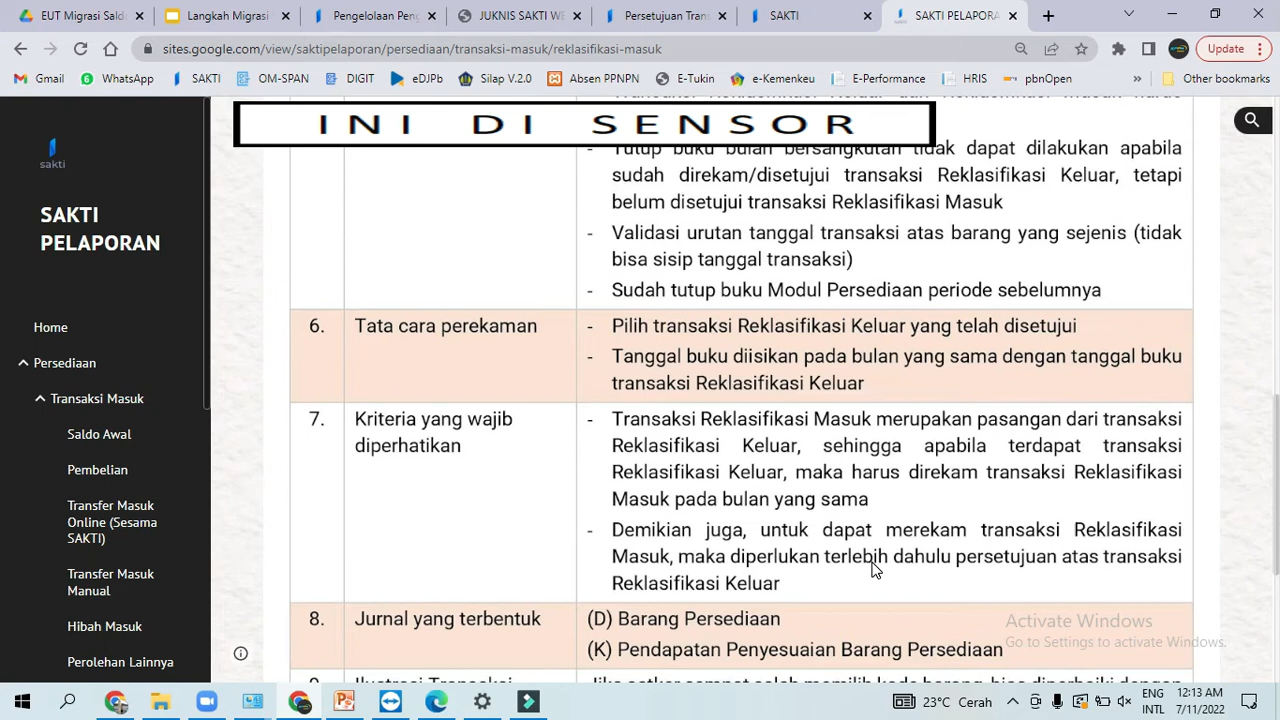 EUT Migrasi Sald
Langkah Migrasi
Pengelolaan Peng
JUKNIS SAKTI WE
Persetujuan Trans
SAKTI
SAKTI PELAPORA
sites.google.com/view/saktipelaporan/persediaan/transaksi-masuk/reklasifikasi-masuk
Update
Gmail
WhatsApp
SAKTI
OM-SPAN
DIGIT
eJDPb
Silap V.2.0
Absen PPNPN
E-Tukin
e-Kemenkeu
E-Performance
HRIS
pbnOpen
Other bookmarks
INI DI SENSOR
sakti
SAKTI
PELAPORAN
Home
Persediaan
Transaksi Masuk
Saldo Awal
Pembelian
Transfer Masuk
Online (Sesama
SAKTI)
Transfer Masuk
Manual
Hibah Masuk
Perolehan Lainnya
- Tutup buku bulan bersangkutan tidak dapat dilakukan apabila
sudah direkam/disetujui transaksi Reklasifikasi Keluar, tetapi
belum disetujui transaksi Reklasifikasi Masuk
- Validasi urutan tanggal transaksi atas barang yang sejenis (tidak
bisa sisip tanggal transaksi)
- Sudah tutup buku Modul Persediaan periode sebelumnya
6. Tata cara perekaman
- Pilih transaksi Reklasifikasi Keluar yang telah disetujui
- Tanggal buku diisikan pada bulan yang sama dengan tanggal buku
transaksi Reklasifikasi Keluar
7. Kriteria yang wajib
diperhatikan
- Transaksi Reklasifikasi Masuk merupakan pasangan dari transaksi
Reklasifikasi Keluar, sehingga apabila terdapat transaksi
Reklasifikasi Keluar, maka harus direkam transaksi Reklasifikasi
Masuk pada bulan yang sama
- Demikian juga, untuk dapat merekam transaksi Reklasifikasi
Masuk, maka diperlukan terlebih dahulu persetujuan atas transaksi
Reklasifikasi Keluar
8. Jurnal yang terbentuk
(D) Barang Persediaan
(K) Pendapatan Penyesuaian Barang Persediaan
Activate Windows
Go to Settings to activate Windows.
23°C Cerah
ENG
INTL
12:13 AM
7/11/2022